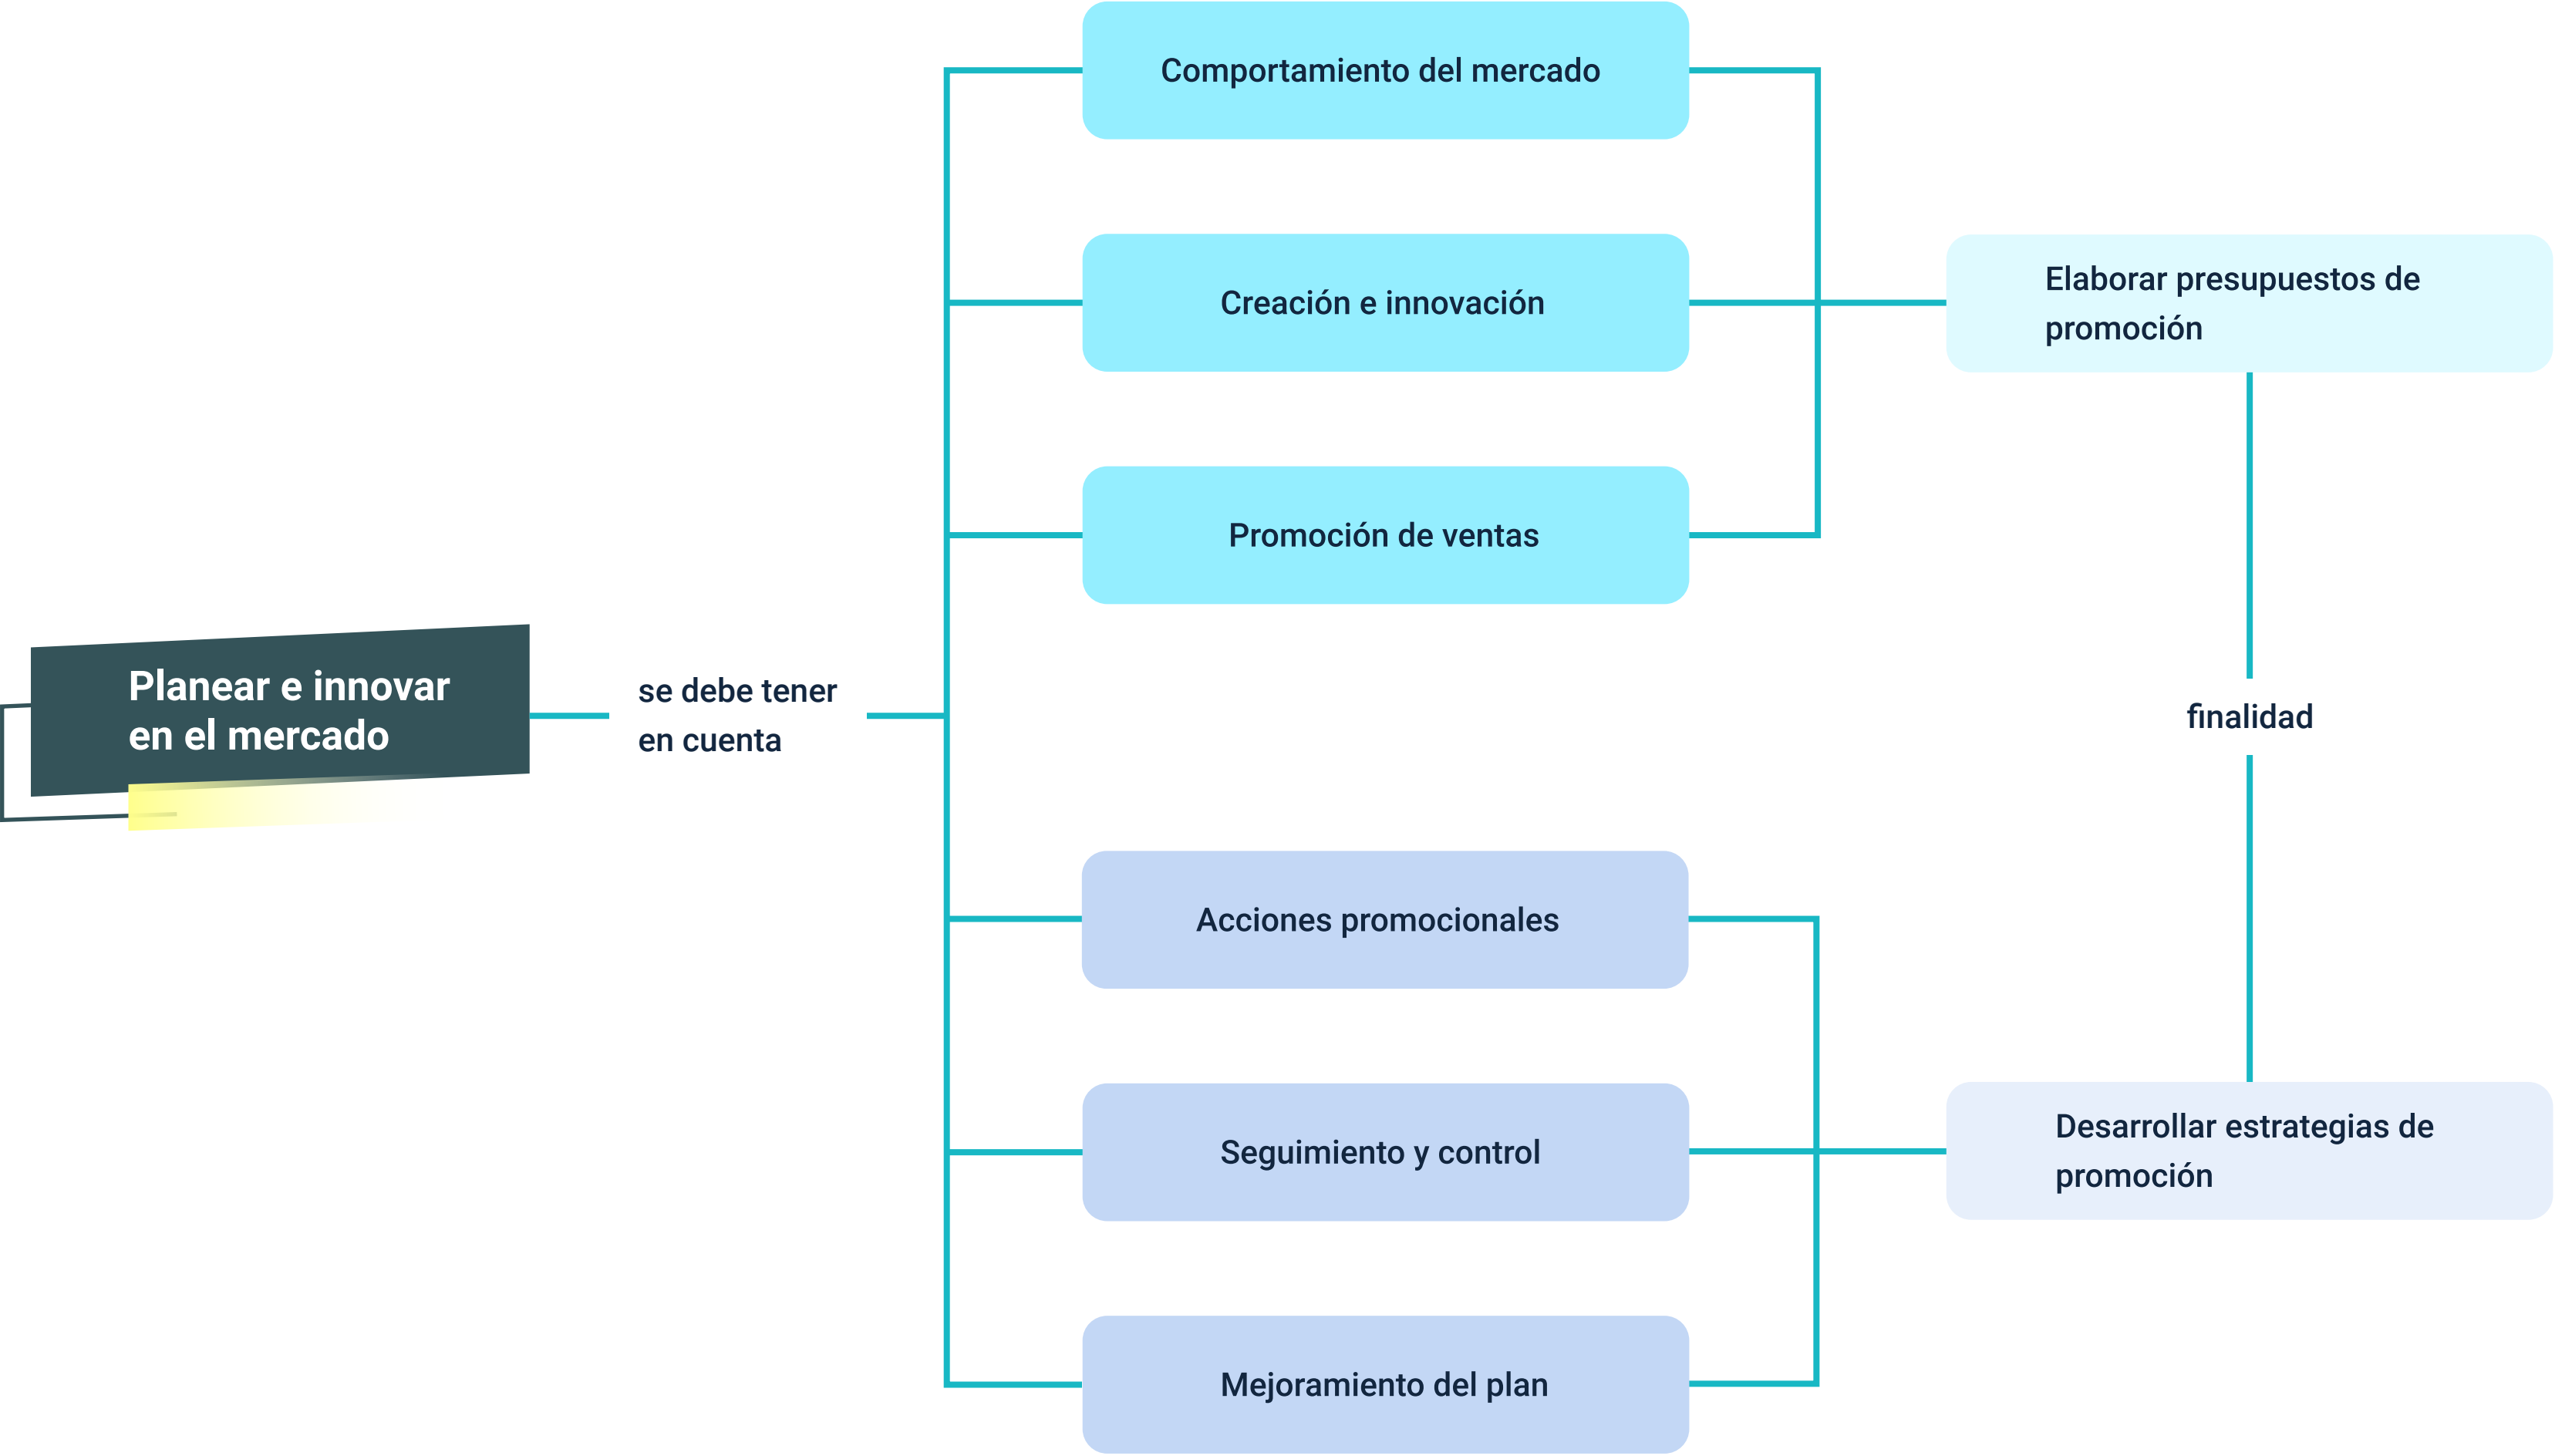 Planear e innovar
en el mercado
se debe tener
en cuenta
Comportamiento del mercado
Creación e innovación
Promoción de ventas
Elaborar presupuestos de
promoción
finalidad
Acciones promocionales
Seguimiento y control
Mejoramiento del plan
Desarrollar estrategias de
promoción